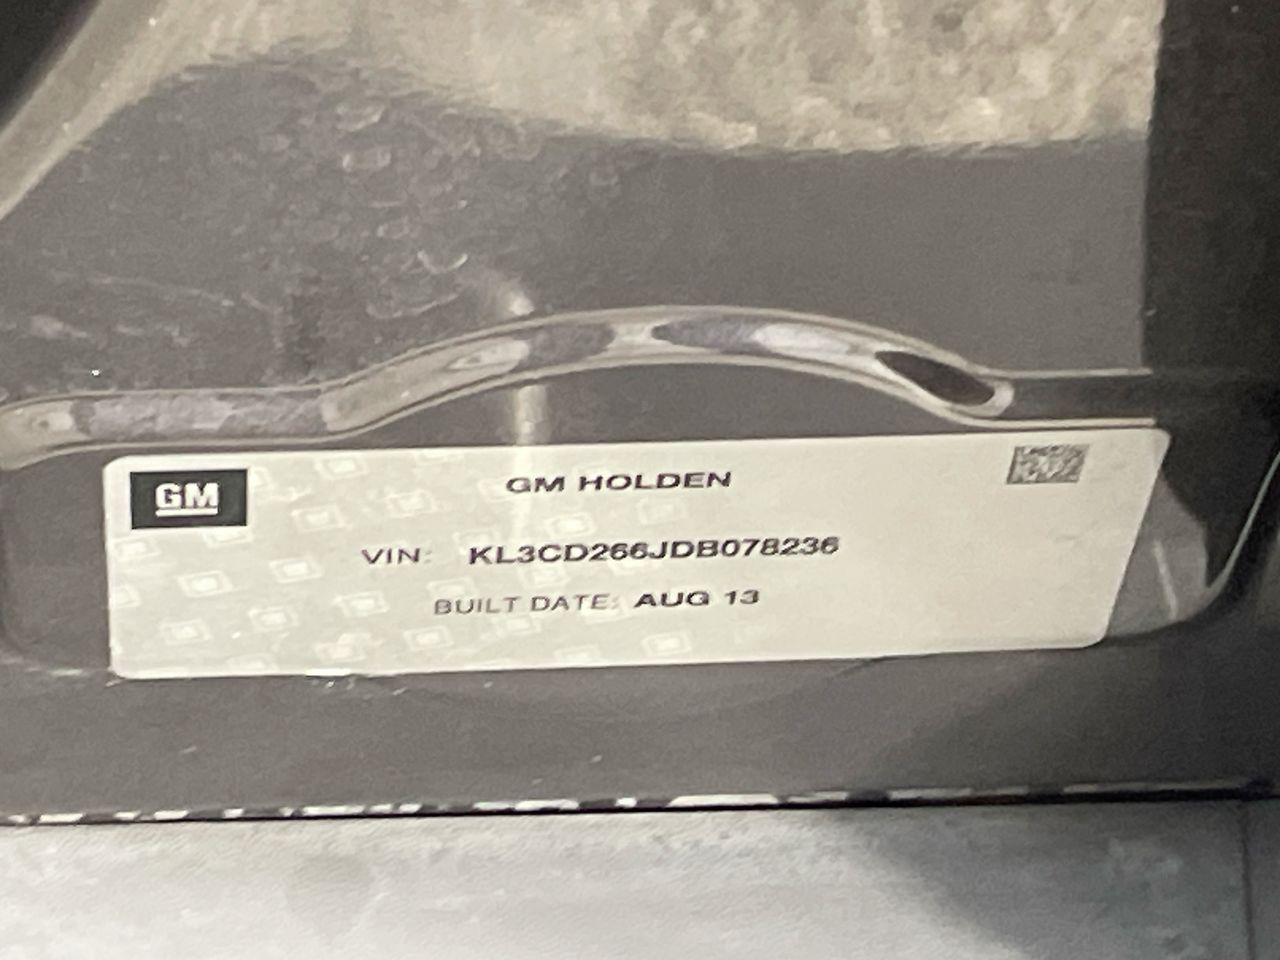 GM
GM HOLDEN
VIN: KL3CD266JDB078236
BUILT DATE: AUG 13